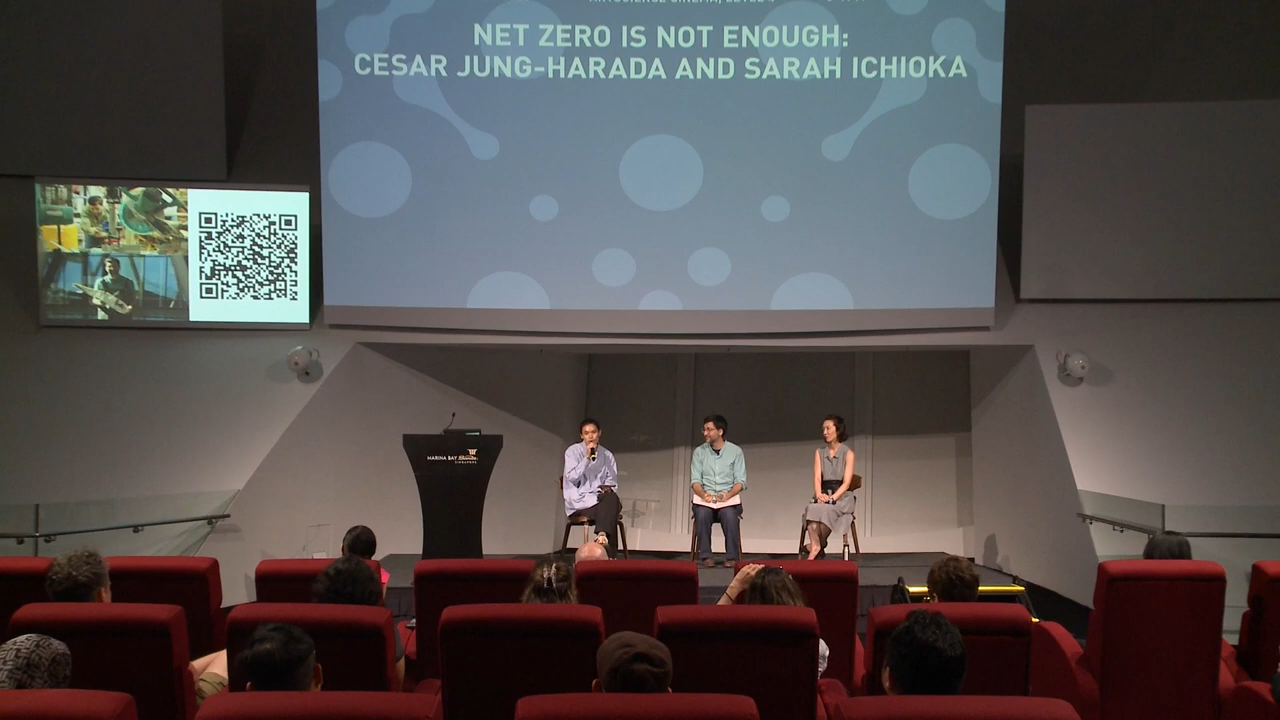 NET ZERO IS NOT ENOUGH:
CESAR JUNG-HARADA AND SARAH ICHIOKA
MARINA BAY Sands
SINGAPORE